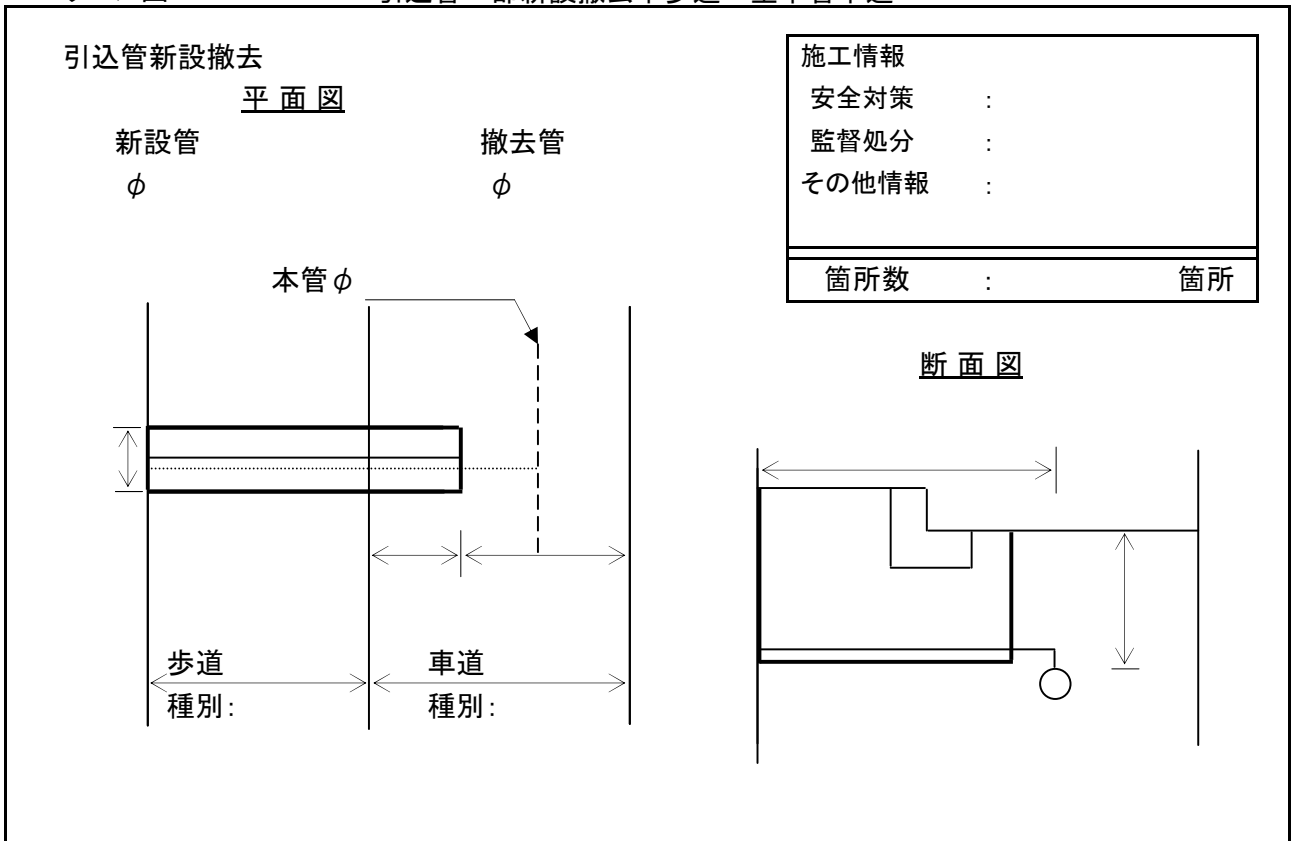 引込管新設撤去
平 面 図
新設管 撤去管
φ φ
本管φ
歩道 車道
種別: 種別:
施工情報
安全対策 :
監督処分 :
その他情報 :
箇所数 : 箇所
断 面 図